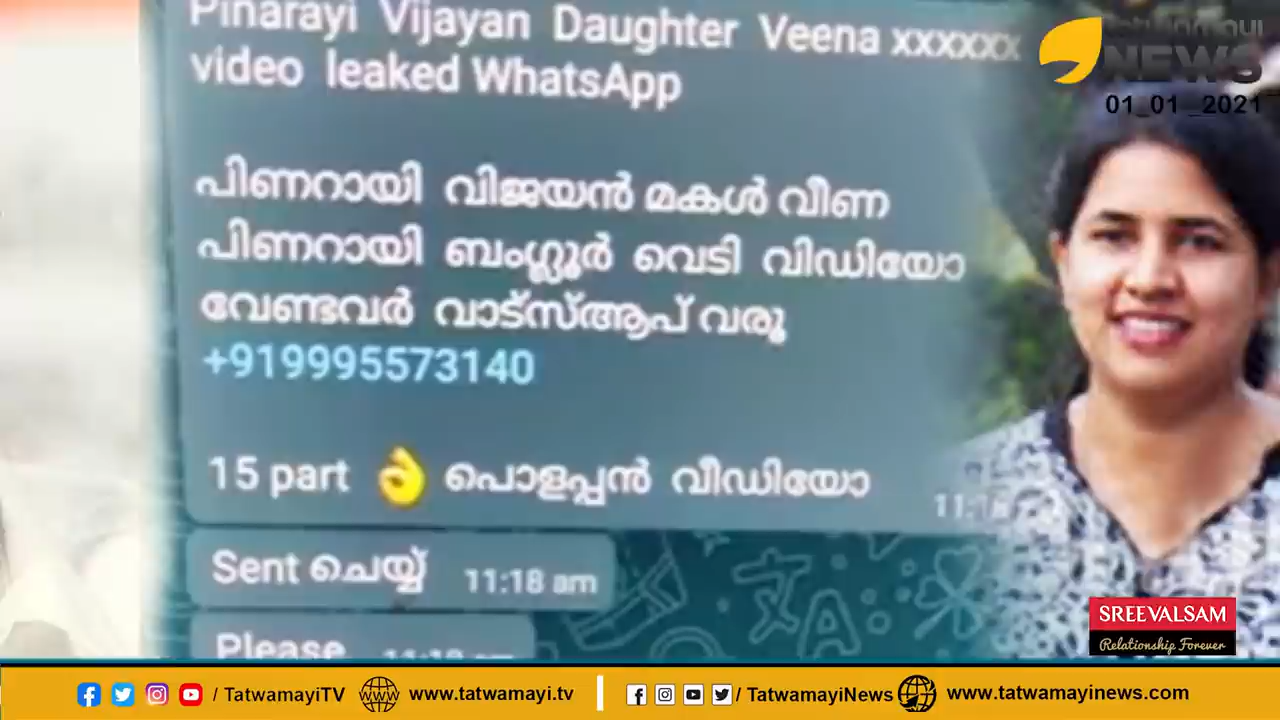 Pinarayi Vijayan Daughter Veena xxxxxx
video leaked WhatsApp
പിണറായി വിജയൻ മകൾ വീണ
പിണറായി ബംഗ്ലൂർ വെടി വിഡിയോ
വേണ്ടവർ വാട്സ്ആപ് വരൂ
+919995573140
15 part 👌 പൊളപ്പൻ വീഡിയോ
Sent ചെയ്യ് 11:18 am
Please
tatwamayi
NEWS
01_01_2021
SREEVALSAM
Relationship Forever
/ TatwamayiTV www.tatwamayi.tv / TatwamayiNews www.tatwamayinews.com